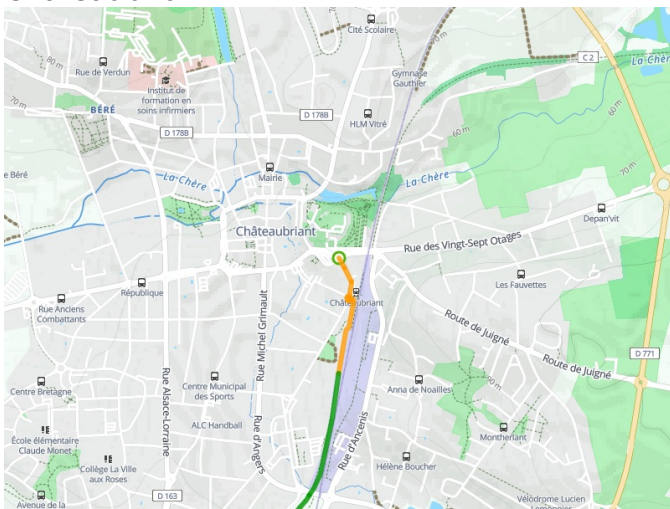 Cité Scolaire
C 2
La Chère
Rue de Verdun
Gymnase
Gauthier
80 m
70 m
Institut de
formation en
soins infirmiers
BÉRÉ
D 178B
D 178B
HLM Vitré
60 m
60 m
70 m
La Chère
Mairie
La Chère
e Béré
Depan'vit
Châteaubriant
Rue des Vingt-Sept Otages
République
Châteaubriant
Les Fauvettes
Rue Anciens
Combattants
Rue Michel Grimault
Route de Juigné
Route de Juigné
D 771
Rue Alsace-Lorraine
Centre Bretagne
Centre Municipal
des Sports
Anna de Noailles
ALC Handball
Rue d'Angers
Rue d'Ancenis
Montherlant
École élémentaire
Claude Monet
Collège La Ville
aux Roses
Hélène Boucher
D 163
Avenue de la
Vélodrome Lucien